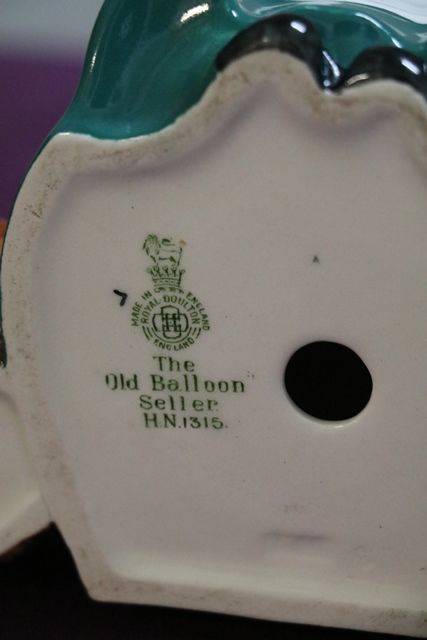 MADE IN ENGLAND
ROYAL·DOULTON
ENGLAND
The
Old Balloon
Seller.
H.N.1315.